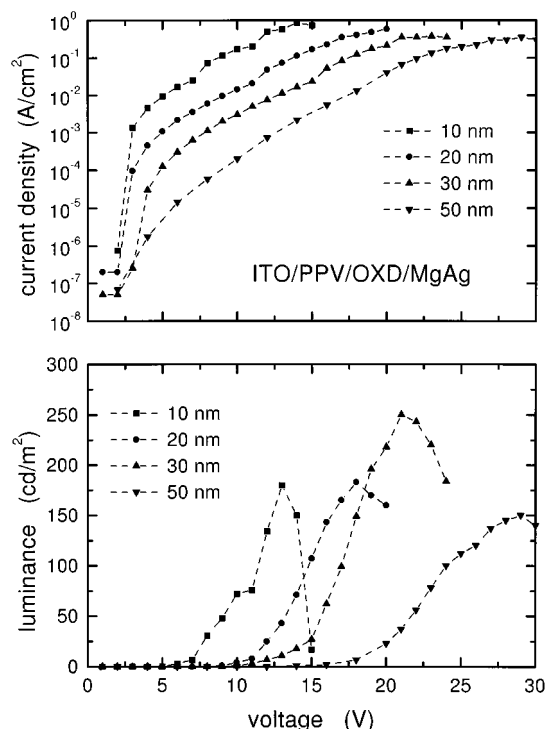 current density (A/cm²)
10⁰
10⁻¹
10⁻²
10⁻³
10⁻⁴
10⁻⁵
10⁻⁶
10⁻⁷
10⁻⁸
10 nm
20 nm
30 nm
50 nm
ITO/PPV/OXD/MgAg
luminance (cd/m²)
300
250
200
150
100
50
0
10 nm
20 nm
30 nm
50 nm
0 5 10 15 20 25 30
voltage (V)